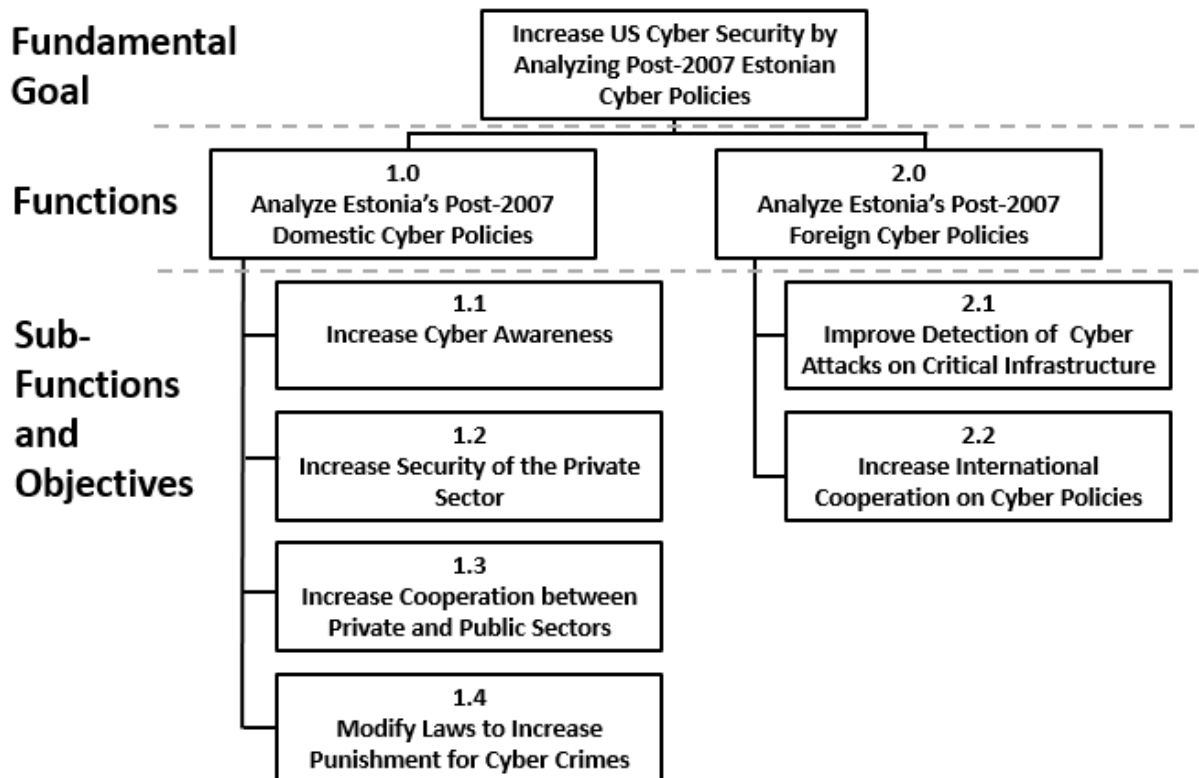 Fundamental
Goal
Increase US Cyber Security by
Analyzing Post-2007 Estonian
Cyber Policies
Functions
1.0
Analyze Estonia's Post-2007
Domestic Cyber Policies
2.0
Analyze Estonia's Post-2007
Foreign Cyber Policies
Sub-
Functions
and
Objectives
1.1
Increase Cyber Awareness
1.2
Increase Security of the Private
Sector
1.3
Increase Cooperation between
Private and Public Sectors
1.4
Modify Laws to Increase
Punishment for Cyber Crimes
2.1
Improve Detection of Cyber
Attacks on Critical Infrastructure
2.2
Increase International
Cooperation on Cyber Policies